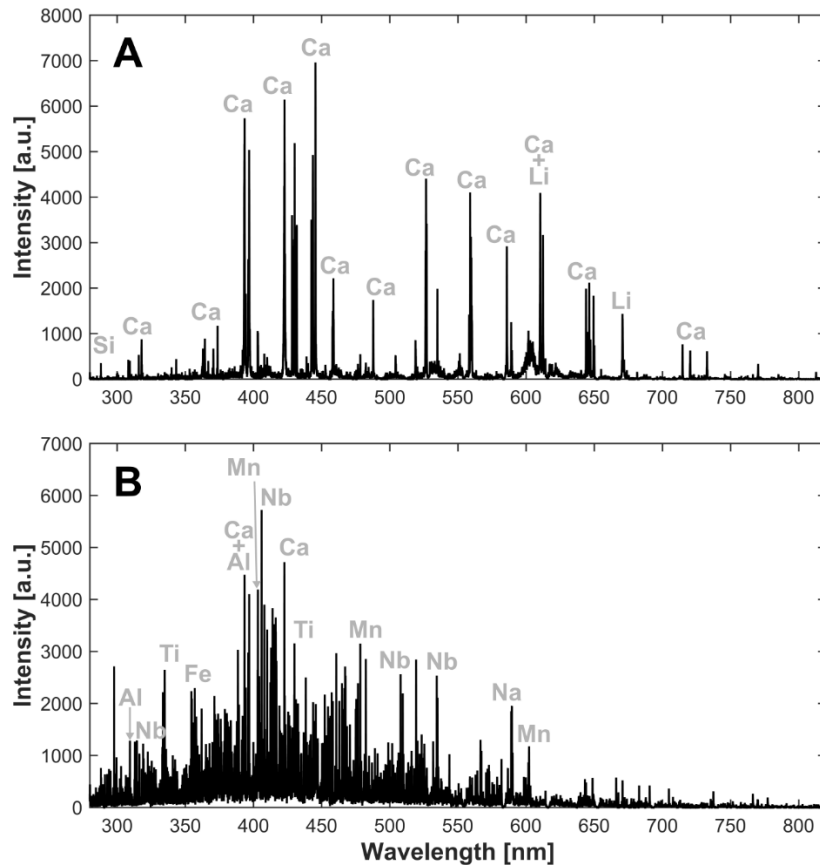 A
8000
7000
6000
5000
4000
3000
2000
1000
0
Intensity [a.u.]
Si
Ca
Ca
Ca
Ca
Ca
Ca
Ca
Ca
Ca
Ca
Ca
+
Li
Ca
Li
Ca
300 350 400 450 500 550 600 650 700 750 800
B
7000
6000
5000
4000
3000
2000
1000
0
Intensity [a.u.]
Al
Nb
Ti
Fe
Ca
+
Al
Mn
Nb
Ca
Ti
Mn
Nb
Nb
Na
Mn
300 350 400 450 500 550 600 650 700 750 800
Wavelength [nm]